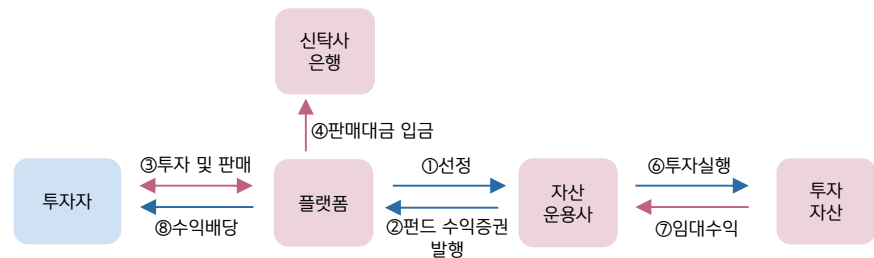 신탁사
은행
④판매대금 입금
③투자 및 판매
①선정
⑥투자실행
투자자
플랫폼
자산
운용사
투자
자산
⑧수익배당
②펀드 수익증권
발행
⑦임대수익